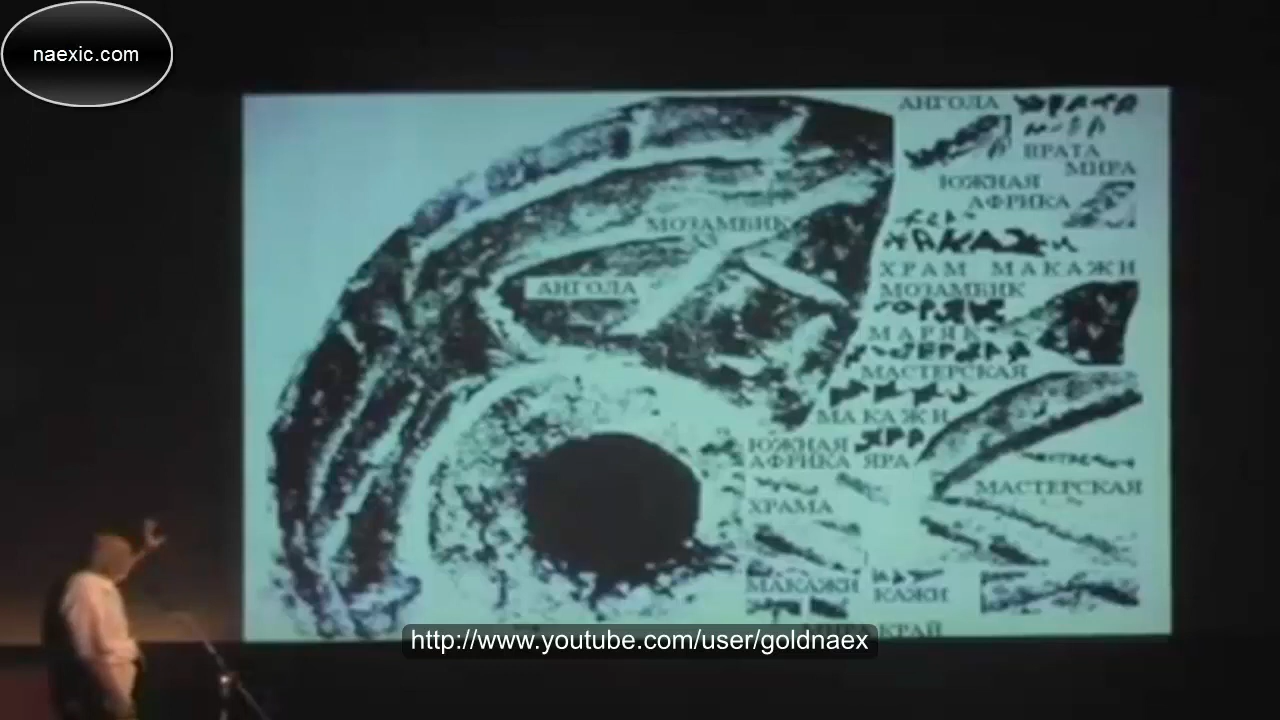 naexic.com
АНГОЛА
ВРАТА
МИРА
ЮЖНАЯ
АФРИКА
МОЗАМБИК
ХРАМ МАКАЖИ
МОЗАМБИК
АНГОЛА
МАРЯК
МАСТЕРСКАЯ
МАКАЖИ
ЮЖНАЯ
АФРИКА ЯРА
МАСТЕРСКАЯ
ХРАМА
МАКАЖИ
КАЖИ
КРАЙ
http://www.youtube.com/user/goldnaex